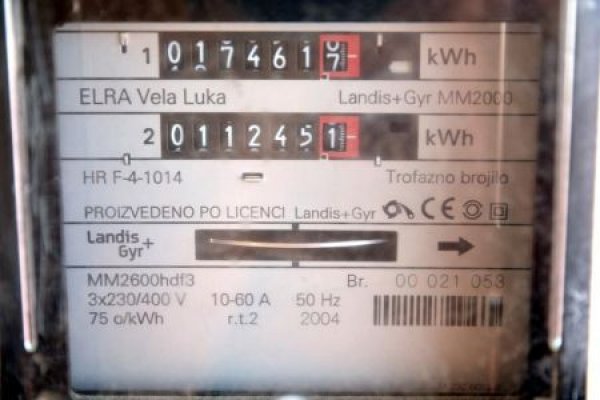 1 0174617 kWh
ELRA Vela Luka Landis+Gyr MM2000
2 0112451 kWh
HR F-4-1014 Trofazno brojilo
PROIZVEDENO PO LICENCI Landis+Gyr CE
Landis+
Gyr
MM2600hdf3 Br. 00 021 053
3x230/400 V 10-60 A 50 Hz
75 o/kWh r.t.2 2004